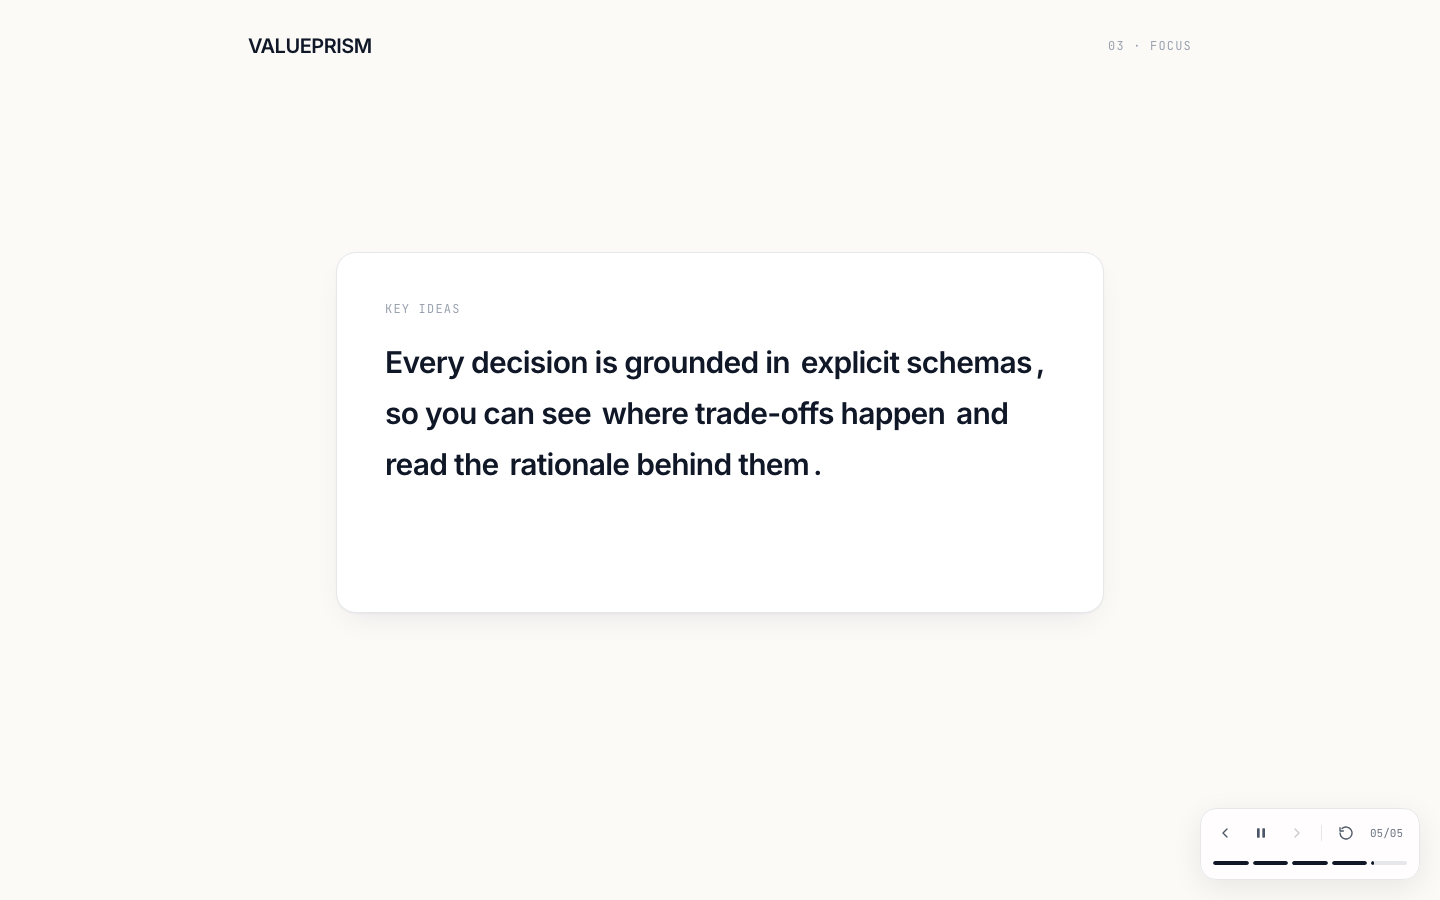 VALUEPRISM
03 · FOCUS
KEY IDEAS
Every decision is grounded in explicit schemas,
so you can see where trade-offs happen and
read the rationale behind them.
05/05